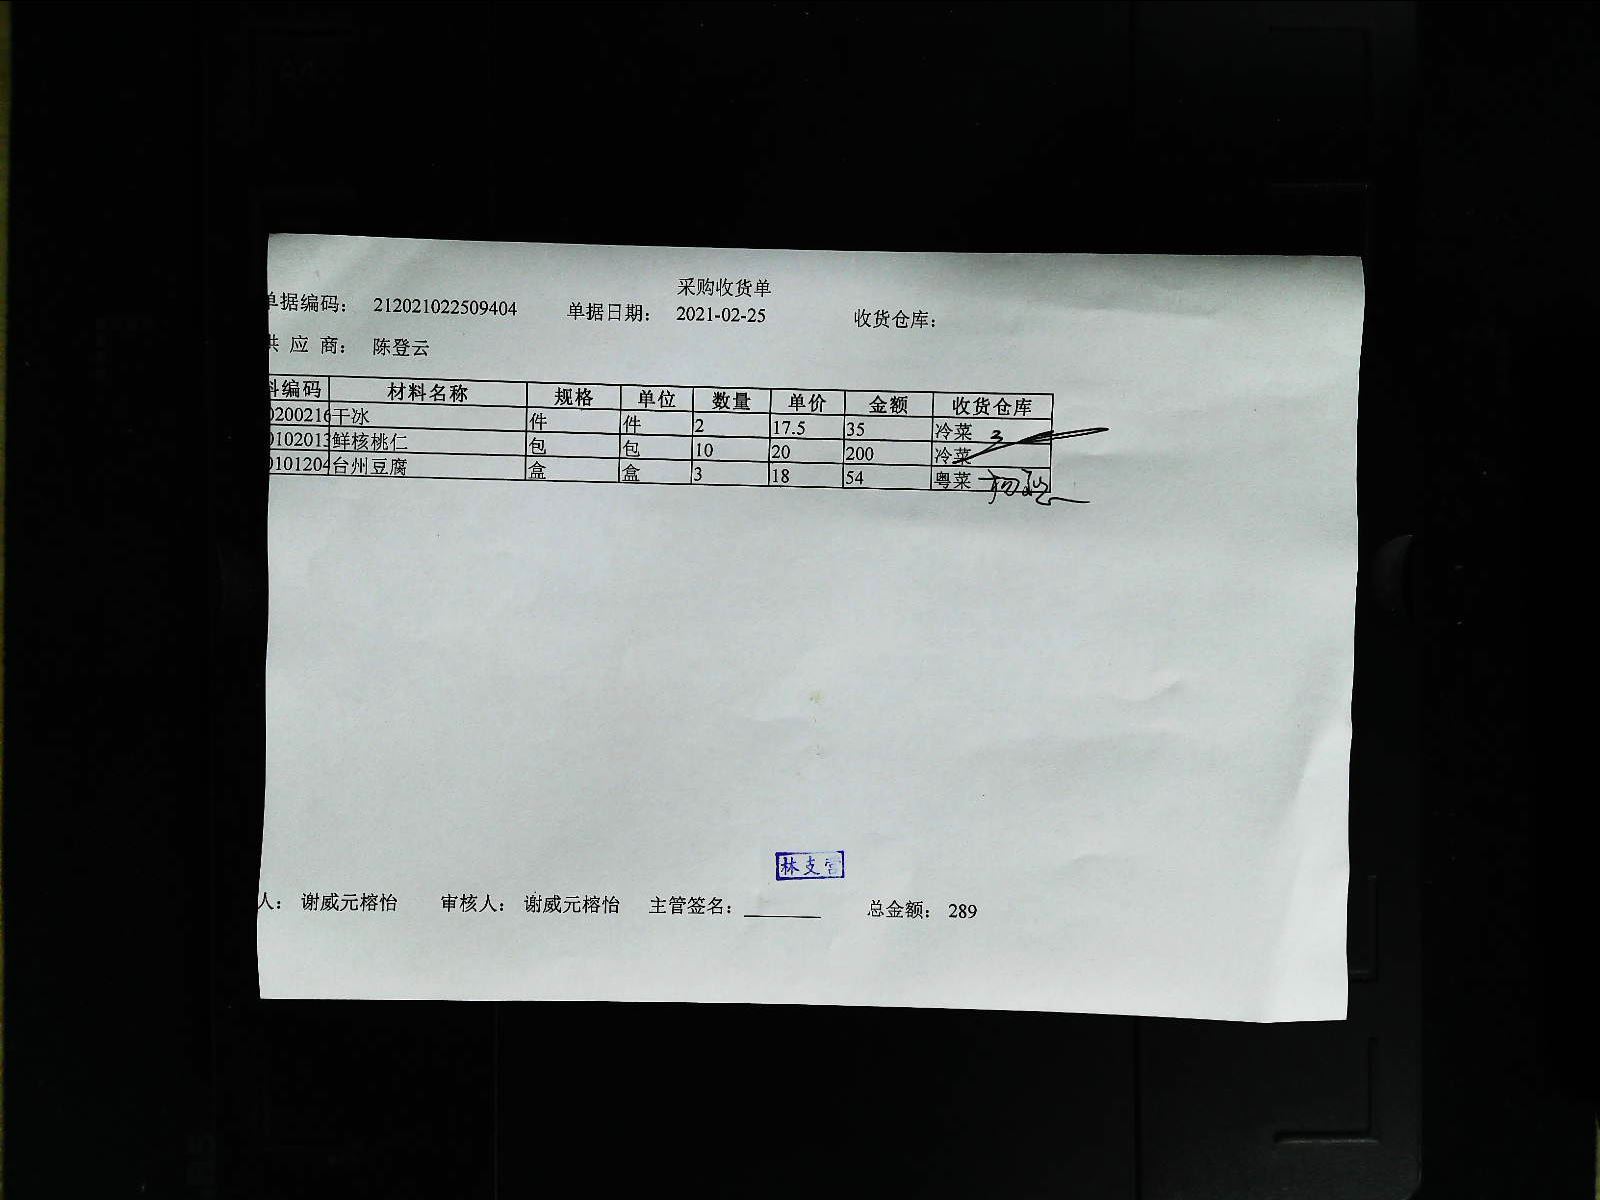 采购收货单
单据编码： 212021022509404 单据日期： 2021-02-25 收货仓库：
供 应 商： 陈登云
料编码 材料名称 规格 单位 数量 单价 金额 收货仓库
0200216 干冰 件 件 2 17.5 35 冷菜
0102013 鲜核桃仁 包 包 10 20 200 冷菜
0101204 台州豆腐 盒 盒 3 18 54 粤菜
林支
人： 谢威元榕怡 审核人： 谢威元榕怡 主管签名： 总金额： 289